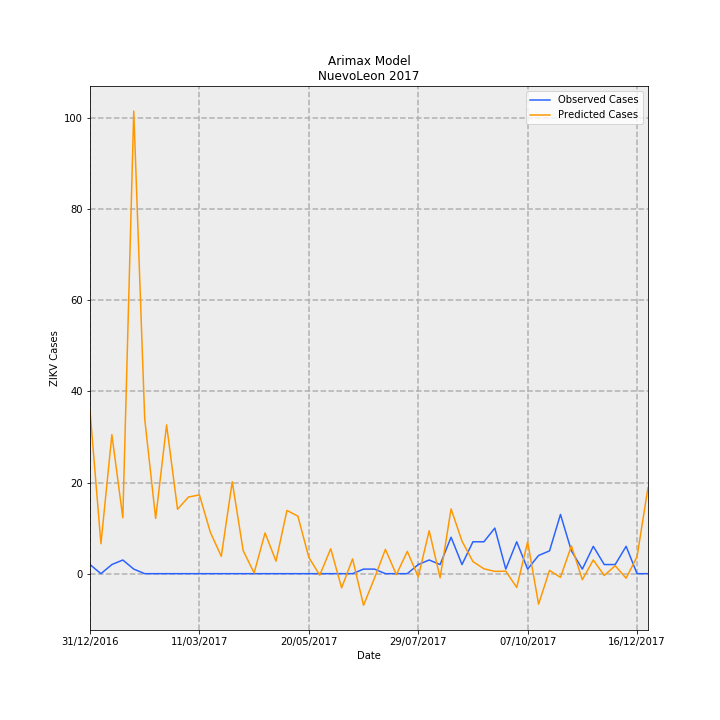 Arimax Model
NuevoLeon 2017
Observed Cases
Predicted Cases
100
80
60
40
20
0
ZIKV Cases
31/12/2016
11/03/2017
20/05/2017
29/07/2017
07/10/2017
16/12/2017
Date